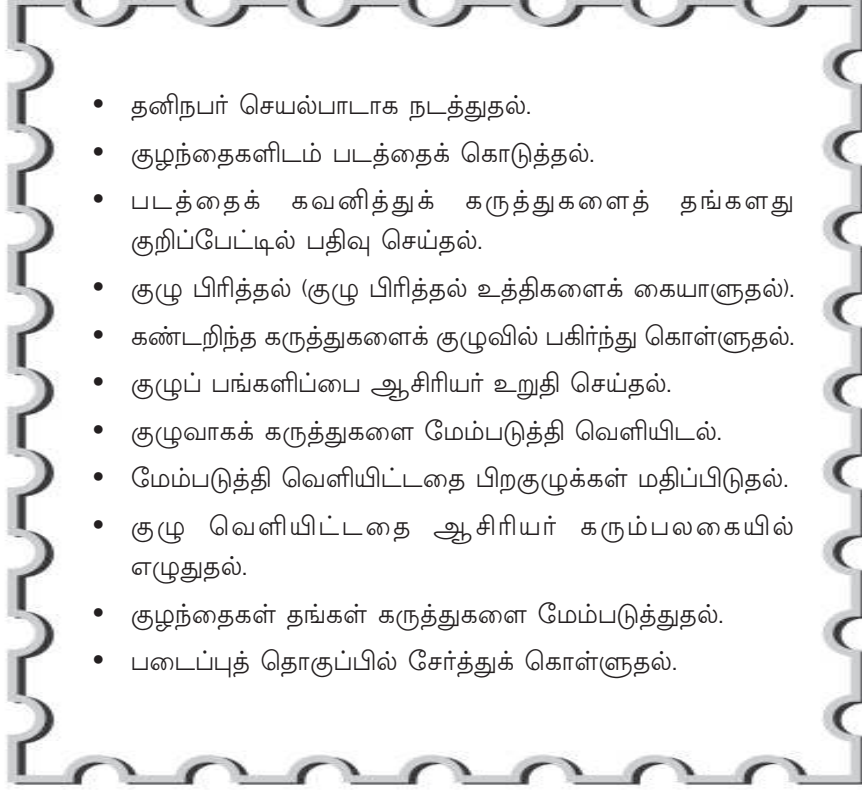 • தனிநபர் செயல்பாடாக நடத்துதல்.
• குழந்தைகளிடம் படத்தைக் கொடுத்தல்.
• படத்தைக் கவனித்துக் கருத்துகளைத் தங்களது
குறிப்பேட்டில் பதிவு செய்தல்.
• குழு பிரித்தல் (குழு பிரித்தல் உத்திகளைக் கையாளுதல்).
• கண்டறிந்த கருத்துகளைக் குழுவில் பகிர்ந்து கொள்ளுதல்.
• குழுப் பங்களிப்பை ஆசிரியர் உறுதி செய்தல்.
• குழுவாகக் கருத்துகளை மேம்படுத்தி வெளியிடல்.
• மேம்படுத்தி வெளியிட்டதை பிறகுழுக்கள் மதிப்பிடுதல்.
• குழு வெளியிட்டதை ஆசிரியர் கரும்பலகையில்
எழுதுதல்.
• குழந்தைகள் தங்கள் கருத்துகளை மேம்படுத்துதல்.
• படைப்புத் தொகுப்பில் சேர்த்துக் கொள்ளுதல்.